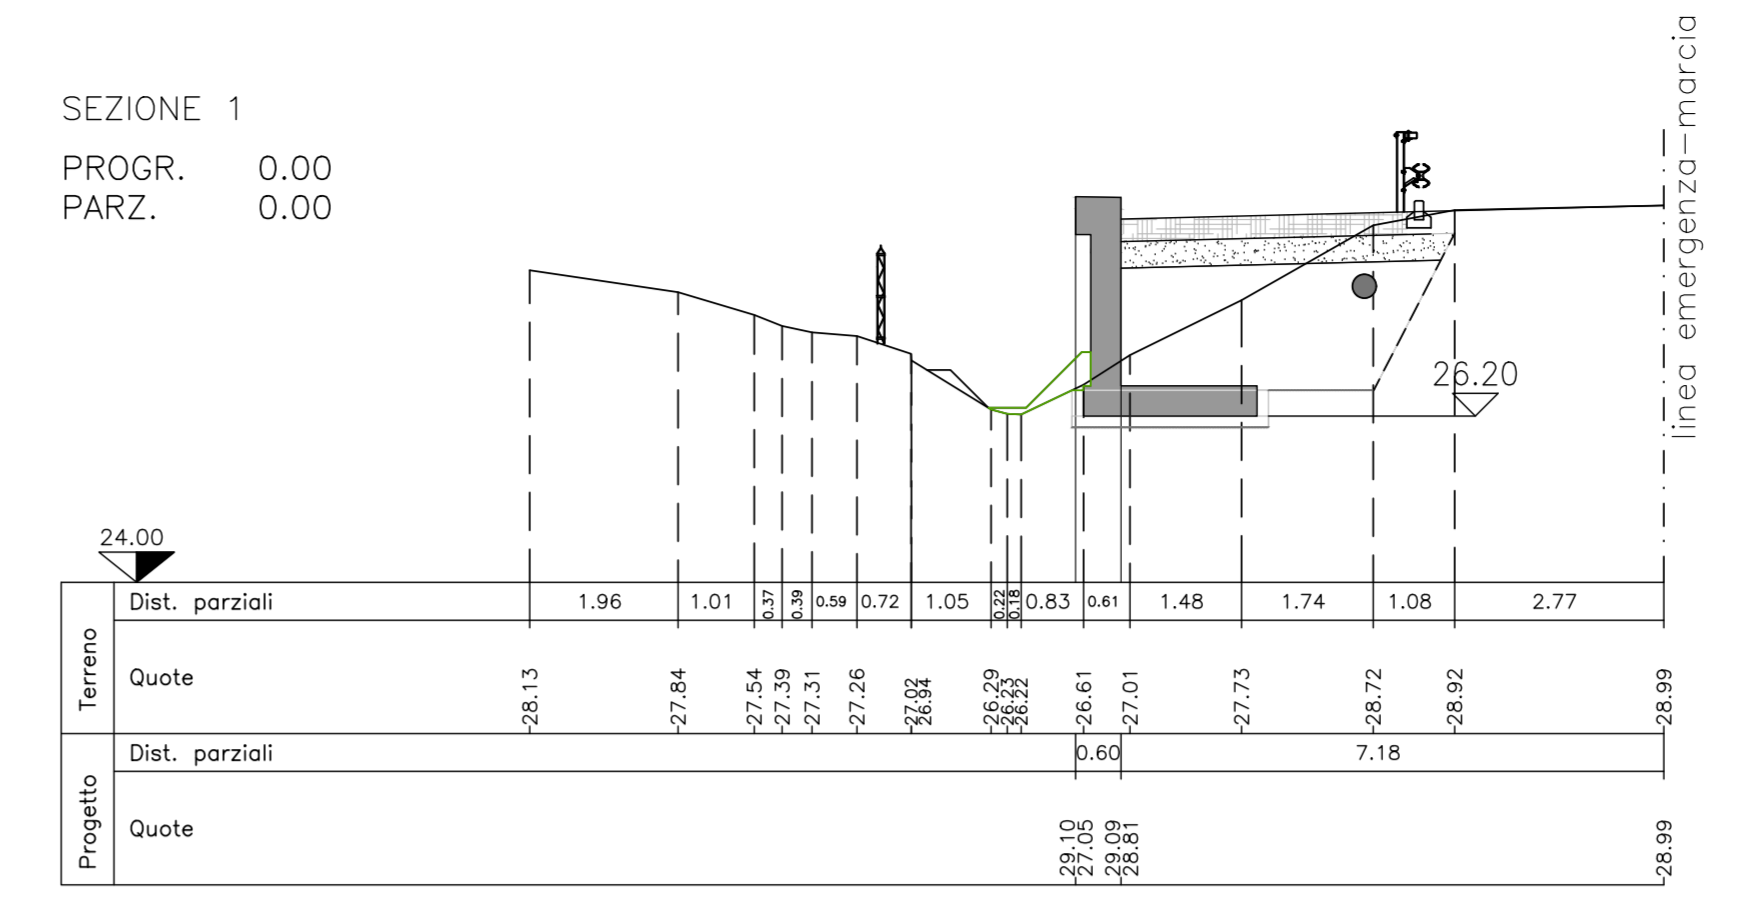 SEZIONE 1
PROGR. 0.00
PARZ. 0.00
linea emergenza-marcia
26.20
24.00
Terreno
Dist. parziali 1.96 1.01 0.37 0.39 0.59 0.72 1.05 0.22 0.18 0.83 0.61 1.48 1.74 1.08 2.77
Quote 28.13 27.84 27.54 27.39 27.31 27.26 27.02 26.94 26.29 26.23 26.22 26.61 27.01 27.73 28.72 28.92 28.99
Progetto
Dist. parziali 0.60 7.18
Quote 29.10 27.05 29.09 28.81 28.99